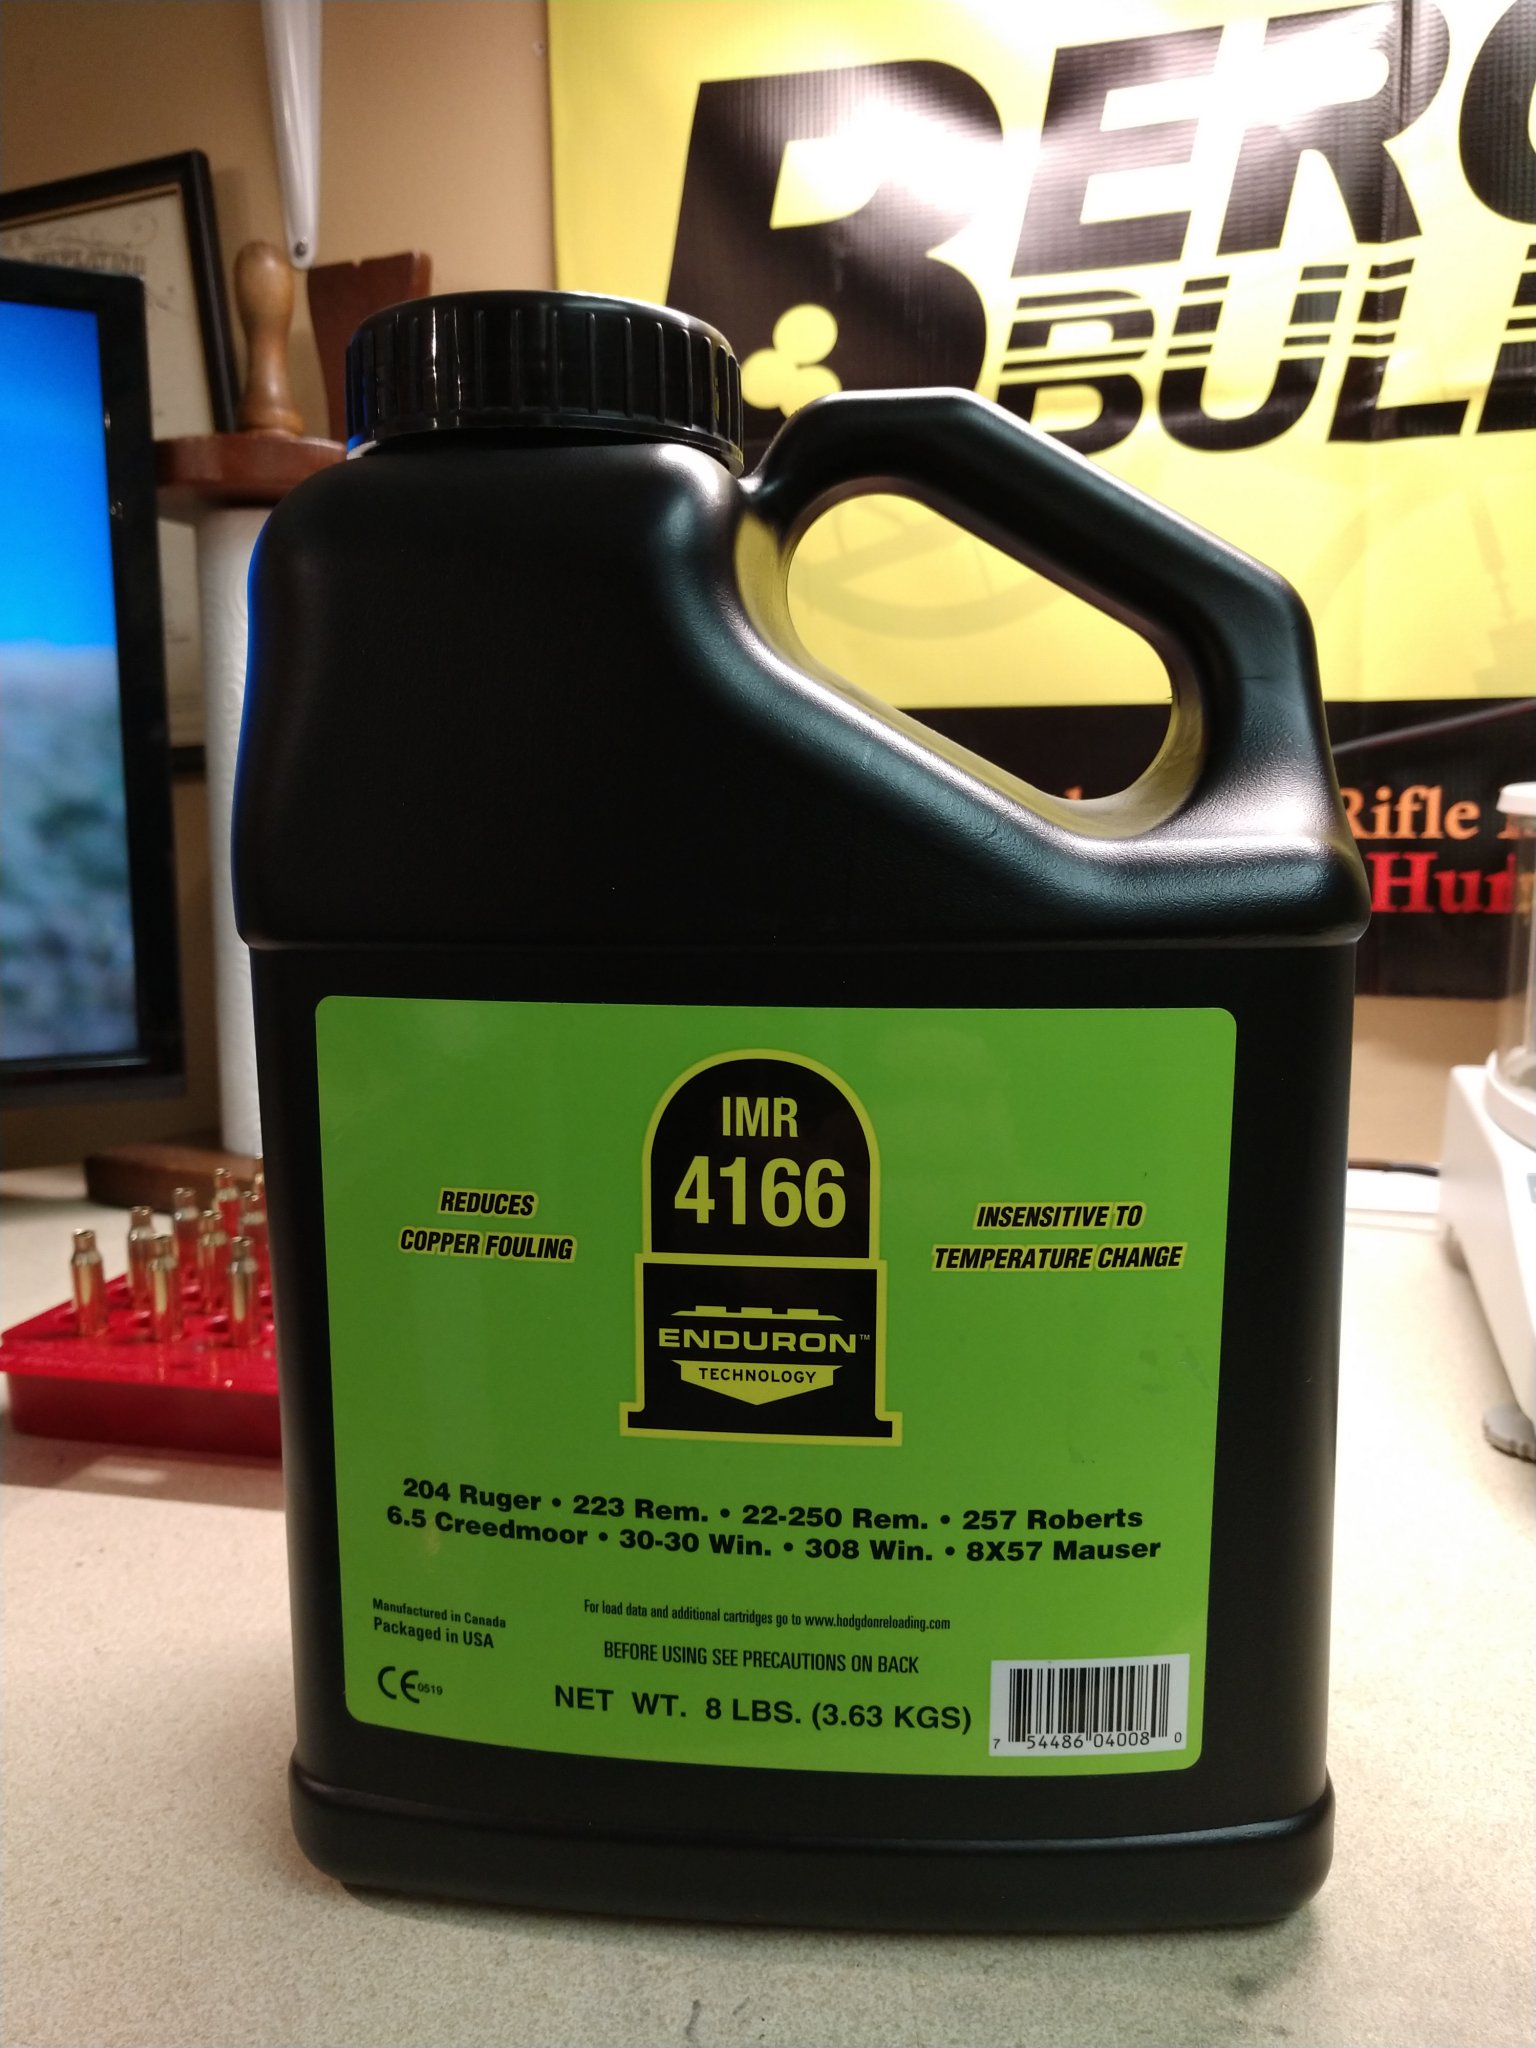 BERG
BULL
Rifle
Hun
IMR
4166
REDUCES
COPPER FOULING
INSENSITIVE TO
TEMPERATURE CHANGE
ENDURON™
TECHNOLOGY
204 Ruger • 223 Rem. • 22-250 Rem. • 257 Roberts
6.5 Creedmoor • 30-30 Win. • 308 Win. • 8X57 Mauser
Manufactured in Canada
Packaged in USA
For load data and additional cartridges go to www.hodgdonreloading.com
BEFORE USING SEE PRECAUTIONS ON BACK
CE 0519
NET WT. 8 LBS. (3.63 KGS)
7 54486 04008 0